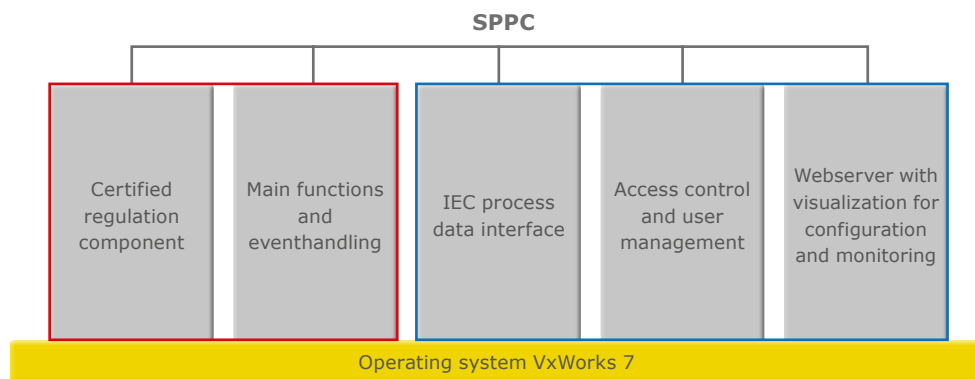 SPPC
Certified
regulation
component
Main functions
and
eventhandling
IEC process
data interface
Access control
and user
management
Webserver with
visualization for
configuration
and monitoring
Operating system VxWorks 7